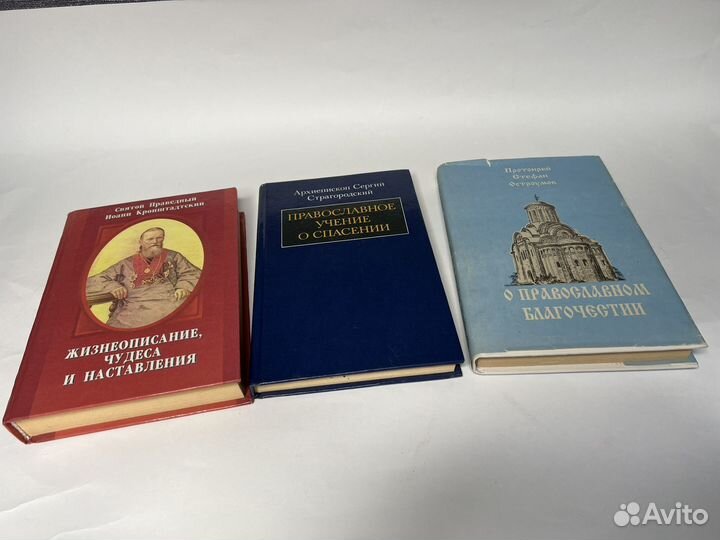 Святой Праведный
Иоанн Кронштадтский
ЖИЗНЕОПИСАНИЕ,
ЧУДЕСА
И НАСТАВЛЕНИЯ
Архиепископ Сергий
Страгородский
ПРАВОСЛАВНОЕ
УЧЕНИЕ
О СПАСЕНИИ
Протоиерей
Стефан
Остроумов
О ПРАВОСЛАВНОМ
БЛАГОЧЕСТИИ
Avito